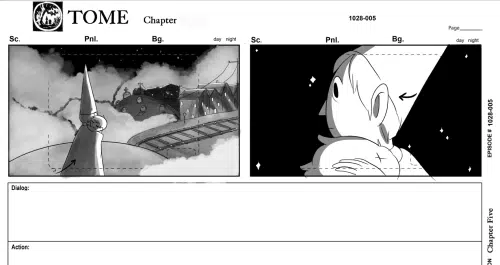 TOME Chapter
1028-005
Page
Sc. Pnl. Bg. day night
Sc. Pnl. Bg. day night
EPISODE # 1028-005
Dialog:
Action:
Chapter Five